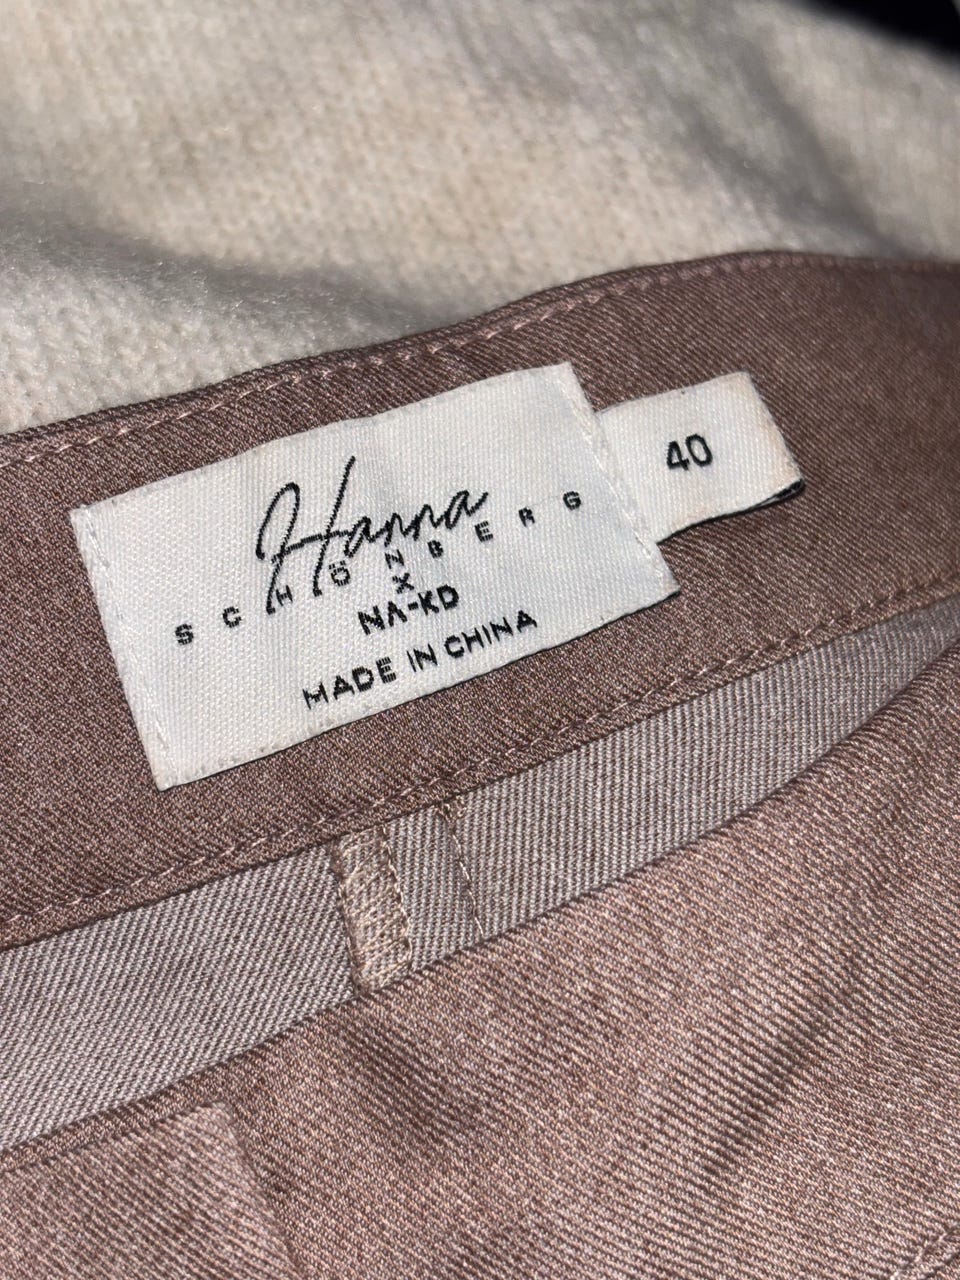 Hanna
SCHÖNBERG
X
NA-KD
MADE IN CHINA
40